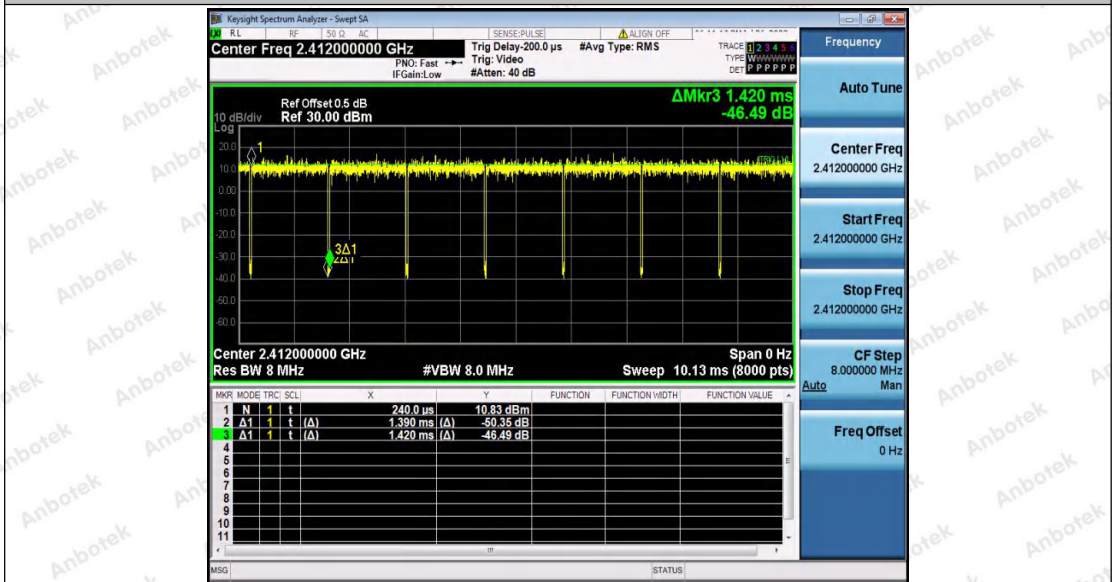 Keysight Spectrum Analyzer - Swept SA
RL RF 50 Ω AC SENSE:PULSE ALIGN OFF
Center Freq 2.412000000 GHz
PNO: Fast
IFGain:Low
Trig Delay-200.0 µs
Trig: Video
#Atten: 40 dB
#Avg Type: RMS
TRACE 1 2 3 4 5 6
TYPE W
DET P P P P P P
Ref Offset 0.5 dB
10 dB/div Ref 30.00 dBm
Log
ΔMkr3 1.420 ms
-46.49 dB
20.0
10.0
0.00
-10.0
-20.0
-30.0
-40.0
-50.0
-60.0
1
3Δ1
2Δ1
Center 2.412000000 GHz Span 0 Hz
Res BW 8 MHz #VBW 8.0 MHz Sweep 10.13 ms (8000 pts)
MKR MODE TRC SCL X Y FUNCTION FUNCTION WIDTH FUNCTION VALUE
1 N 1 t 240.0 µs 10.83 dBm
2 Δ1 1 t (Δ) 1.390 ms (Δ) -50.35 dB
3 Δ1 1 t (Δ) 1.420 ms (Δ) -46.49 dB
4
5
6
7
8
9
10
11
MSG STATUS
Frequency
Auto Tune
Center Freq
2.412000000 GHz
Start Freq
2.412000000 GHz
Stop Freq
2.412000000 GHz
CF Step
8.000000 MHz
Auto Man
Freq Offset
0 Hz
Anbotek